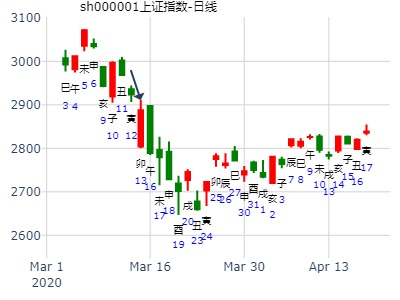 sh000001上证指数-日线
3100
3000
2900
2800
2700
2600
巳
3
午
4
未
5
申
6
亥
9
子
10
丑
11
寅
12
卯
13
午
16
未
17
申
18
酉
19
戌
20
丑
23
寅
24
卯
25
辰
26
巳
27
申
30
酉
31
戌
1
亥
2
子
3
辰
7
巳
8
午
9
未
10
戌
13
亥
14
子
15
丑
16
寅
17
Mar 1
2020
Mar 16
Mar 30
Apr 13